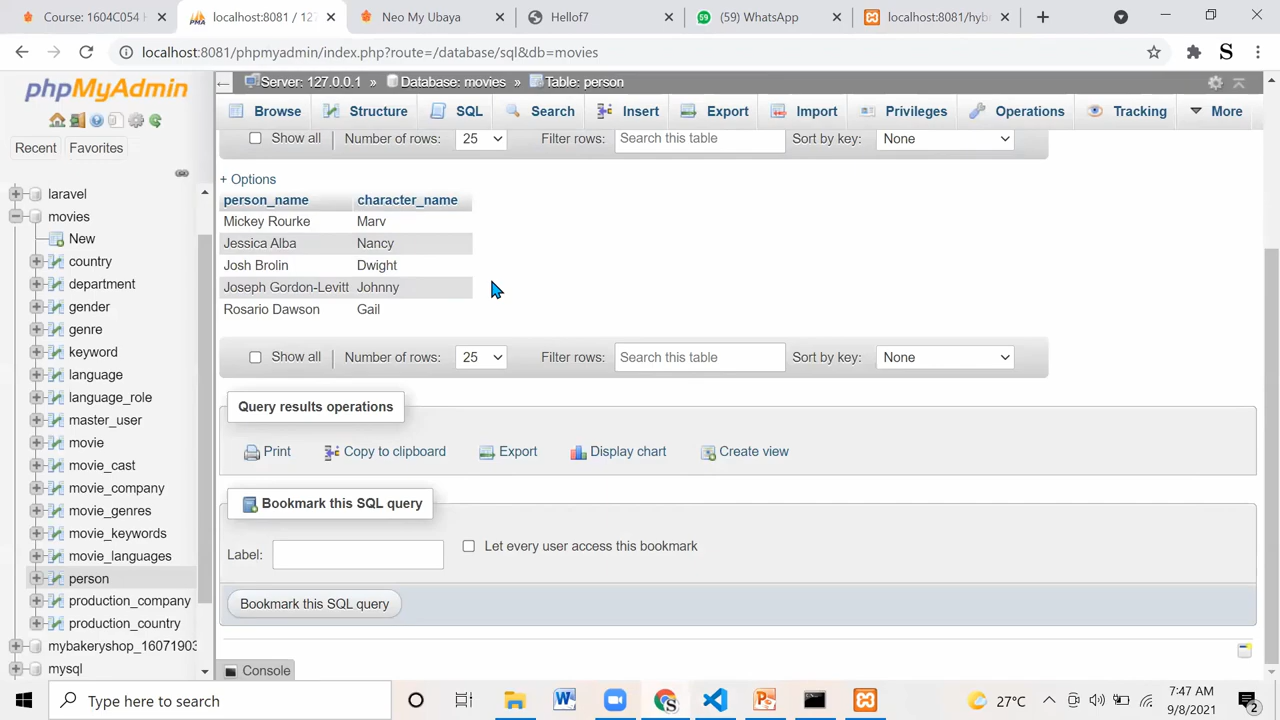 Course: 1604C054
localhost:8081 / 127
Neo My Ubaya
Hellof7
(59) WhatsApp
localhost:8081/hyb
localhost:8081/phpmyadmin/index.php?route=/database/sql&db=movies
phpMyAdmin
Recent
Favorites
laravel
movies
New
country
department
gender
genre
keyword
language
language_role
master_user
movie
movie_cast
movie_company
movie_genres
movie_keywords
movie_languages
person
production_company
production_country
mybakeryshop_16071903
mysql
Server: 127.0.0.1 » Database: movies » Table: person
Browse Structure SQL Search Insert Export Import Privileges Operations Tracking More
Show all Number of rows: 25 Filter rows: Search this table Sort by key: None
+ Options
person_name character_name
Mickey Rourke Marv
Jessica Alba Nancy
Josh Brolin Dwight
Joseph Gordon-Levitt Johnny
Rosario Dawson Gail
Show all Number of rows: 25 Filter rows: Search this table Sort by key: None
Query results operations
Print Copy to clipboard Export Display chart Create view
Bookmark this SQL query
Label: Let every user access this bookmark
Bookmark this SQL query
Console
Type here to search
27°C
7:47 AM
9/8/2021
2